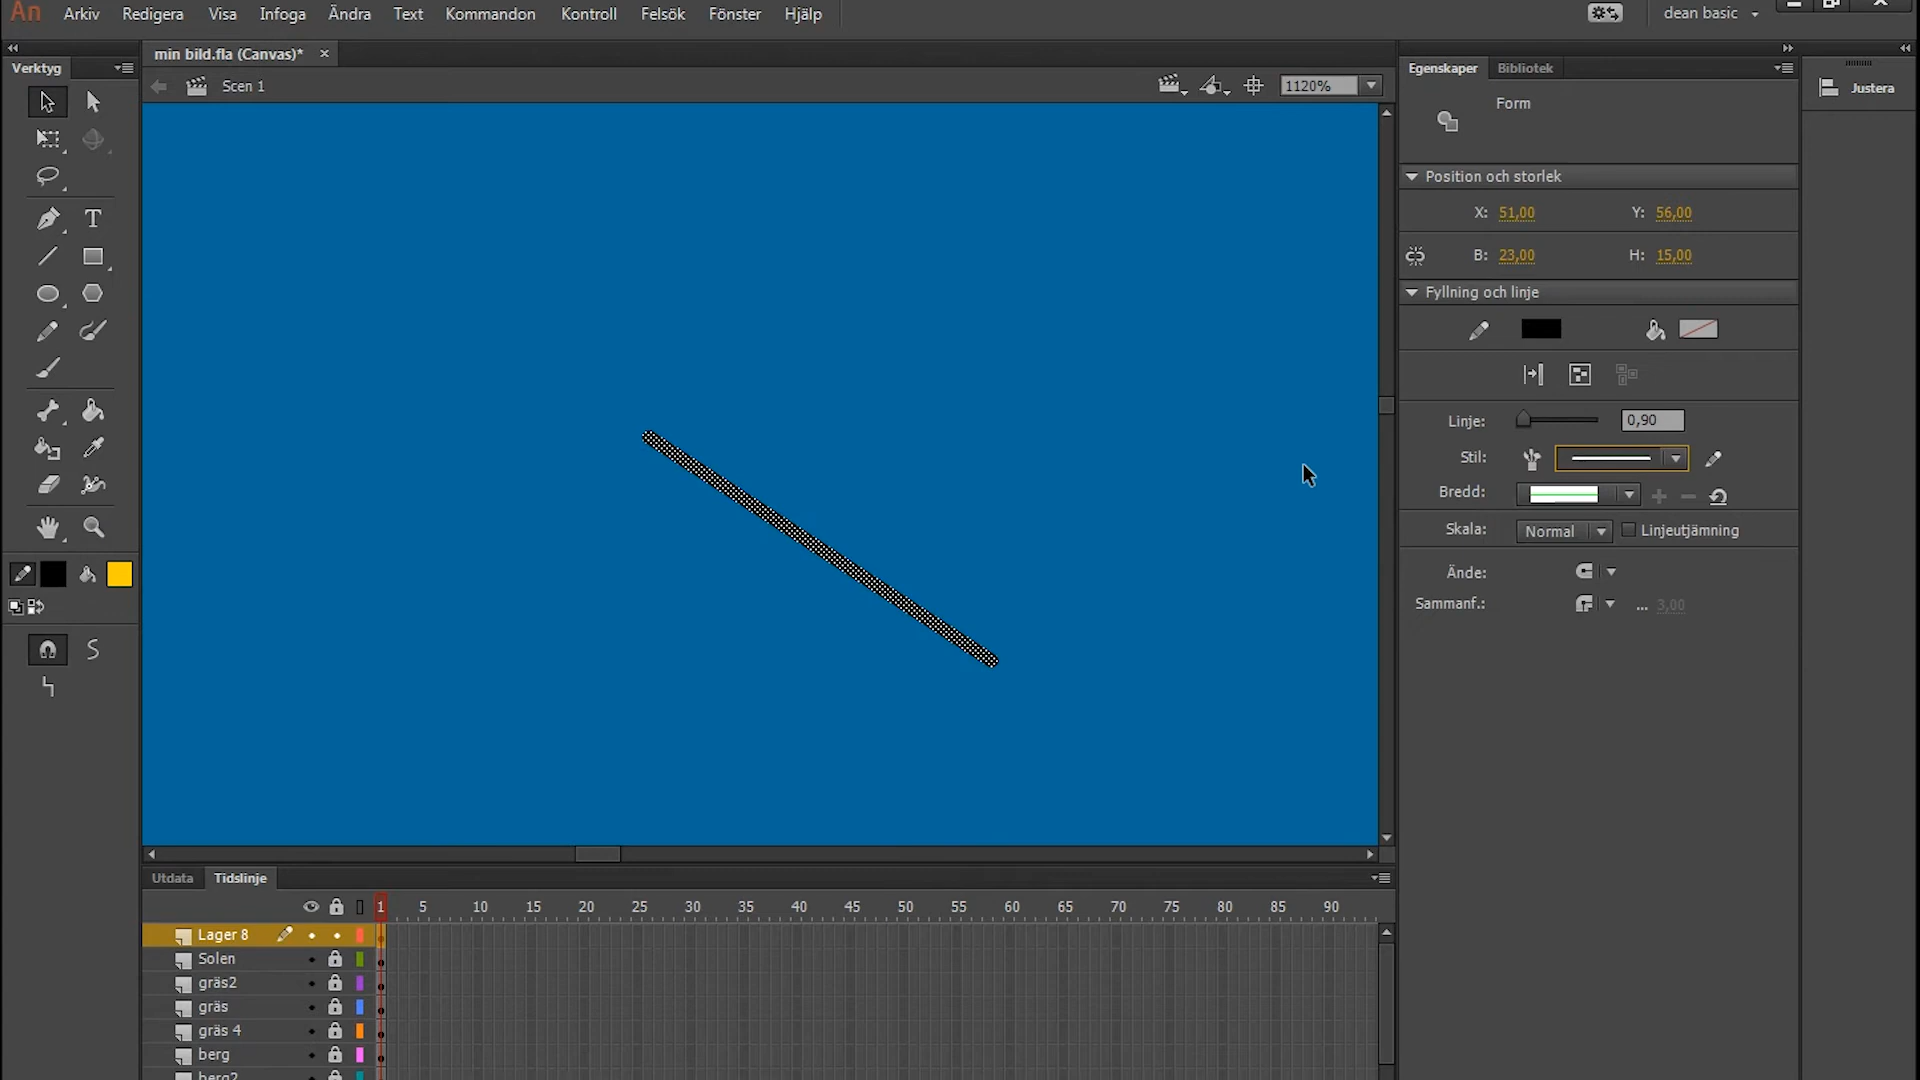 An Arkiv Redigera Visa Infoga Ändra Text Kommandon Kontroll Felsök Fönster Hjälp dean basic
min bild.fla (Canvas)*
Verktyg
Scen 1
1120%
Egenskaper Bibliotek
Justera
Form
Position och storlek
X: 51,00 Y: 56,00
B: 23,00 H: 15,00
Fyllning och linje
Linje: 0,90
Stil:
Bredd:
Skala: Normal Linjeutjämning
Ände:
Sammanf.: ... 3,00
T
Utdata Tidslinje
1 5 10 15 20 25 30 35 40 45 50 55 60 65 70 75 80 85 90
Lager 8
Solen
gräs2
gräs
gräs 4
berg
berg2